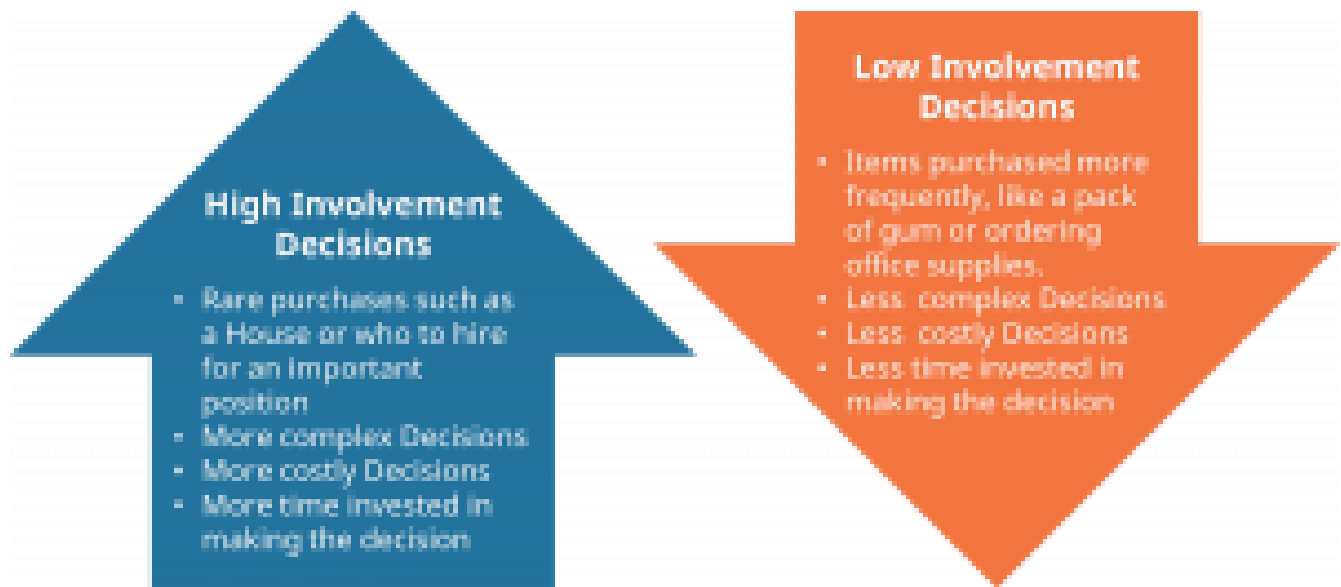 High Involvement
Decisions
• Rare purchases such as
a House or who to hire
for an important
position
• More complex Decisions
• More costly Decisions
• More time invested in
making the decision
Low Involvement
Decisions
• Items purchased more
frequently, like a pack
of gum or ordering
office supplies.
• Less  complex Decisions
• Less  costly Decisions
• Less time invested in
making the decision